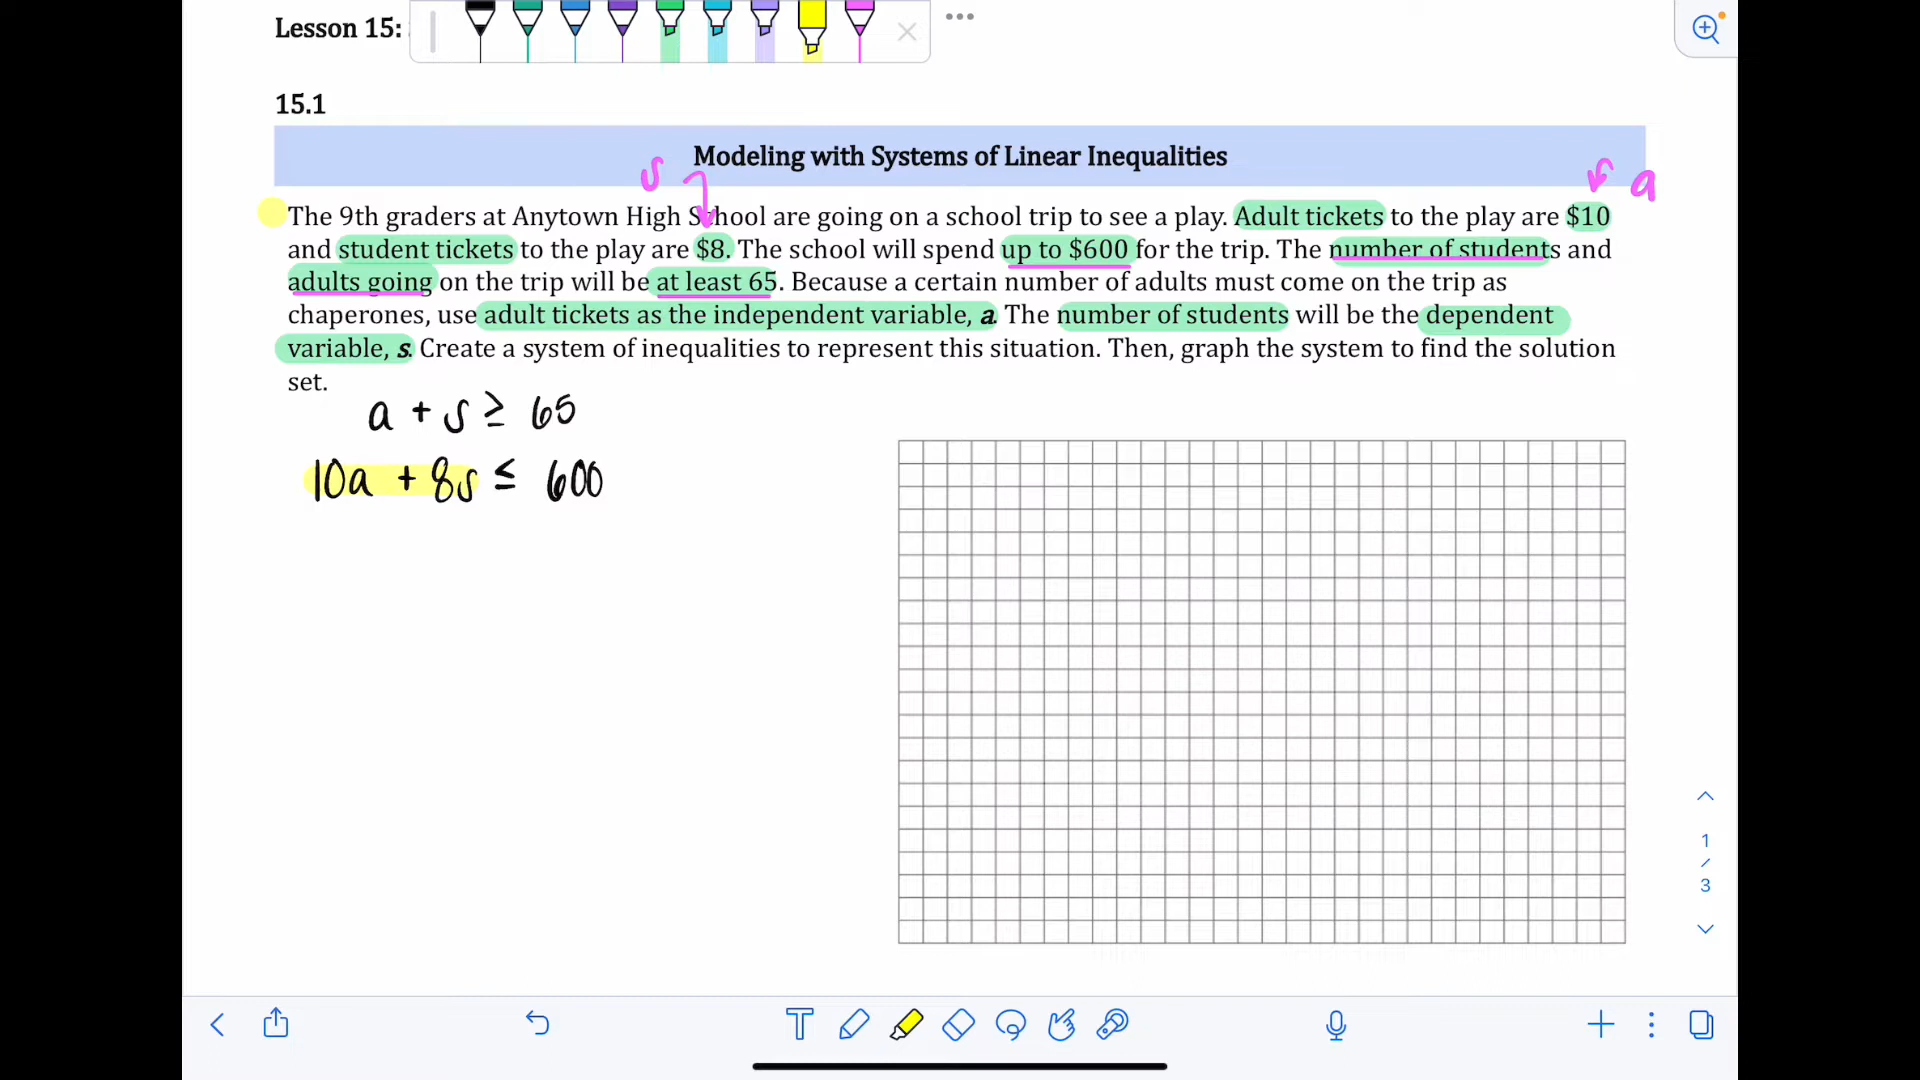 Lesson 15:
15.1
Modeling with Systems of Linear Inequalities
s
a
The 9th graders at Anytown High School are going on a school trip to see a play. Adult tickets to the play are $10
and student tickets to the play are $8. The school will spend up to $600 for the trip. The number of students and
adults going on the trip will be at least 65. Because a certain number of adults must come on the trip as
chaperones, use adult tickets as the independent variable, a. The number of students will be the dependent
variable, s. Create a system of inequalities to represent this situation. Then, graph the system to find the solution
set.
a + s ≥ 65
10a + 8s ≤ 600
1
/
3
T